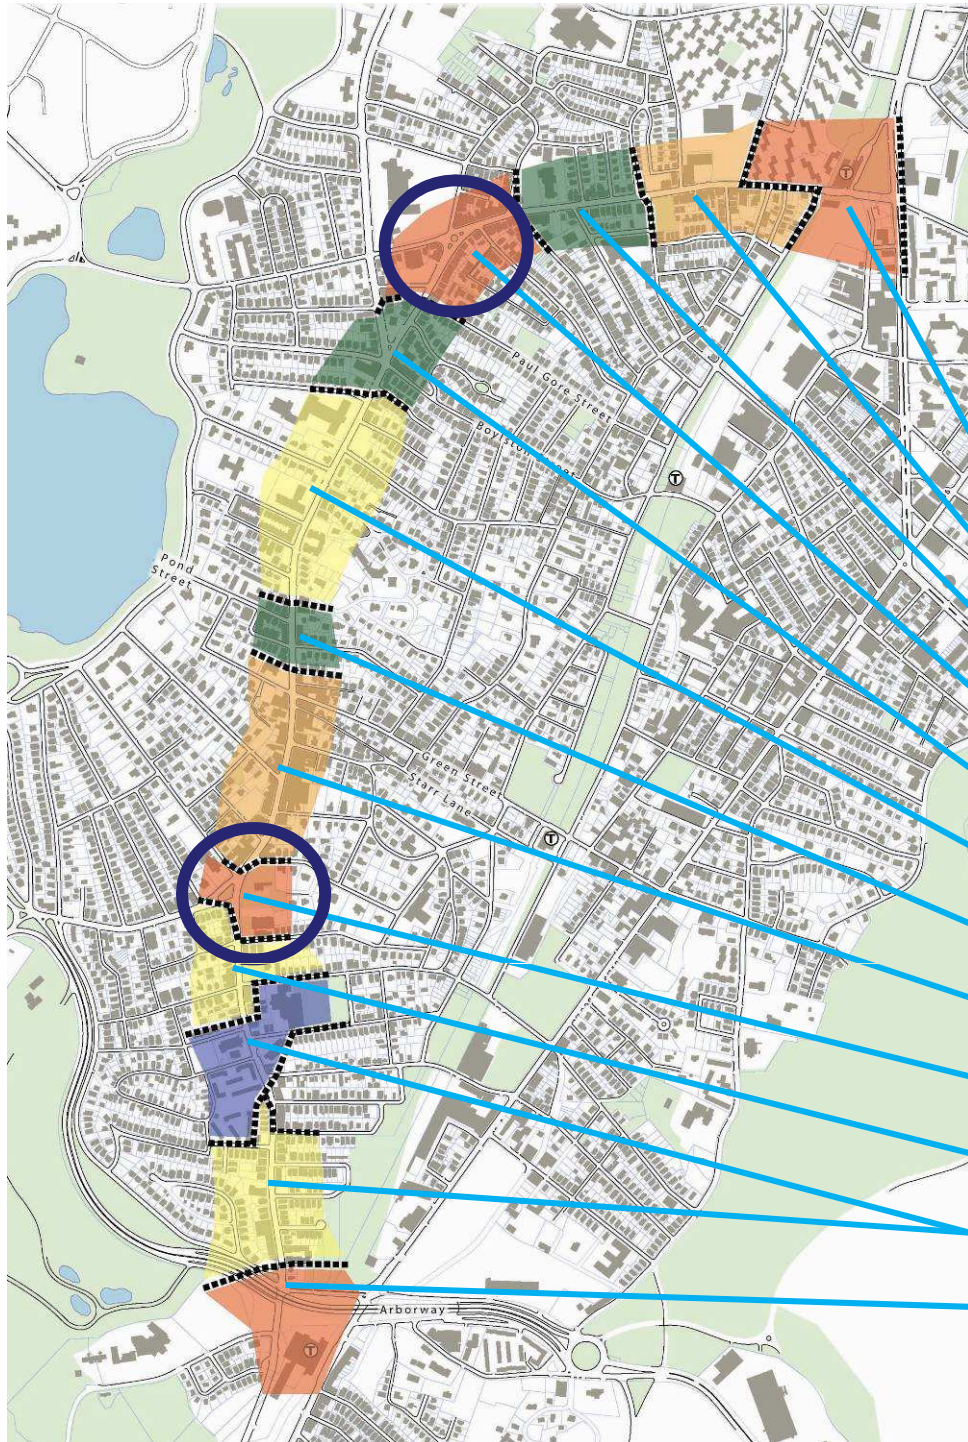 T
Paul Gore Street
Boylston Street
T
Pond
Street
Green Street
Starr Lane
T
Arborway
T